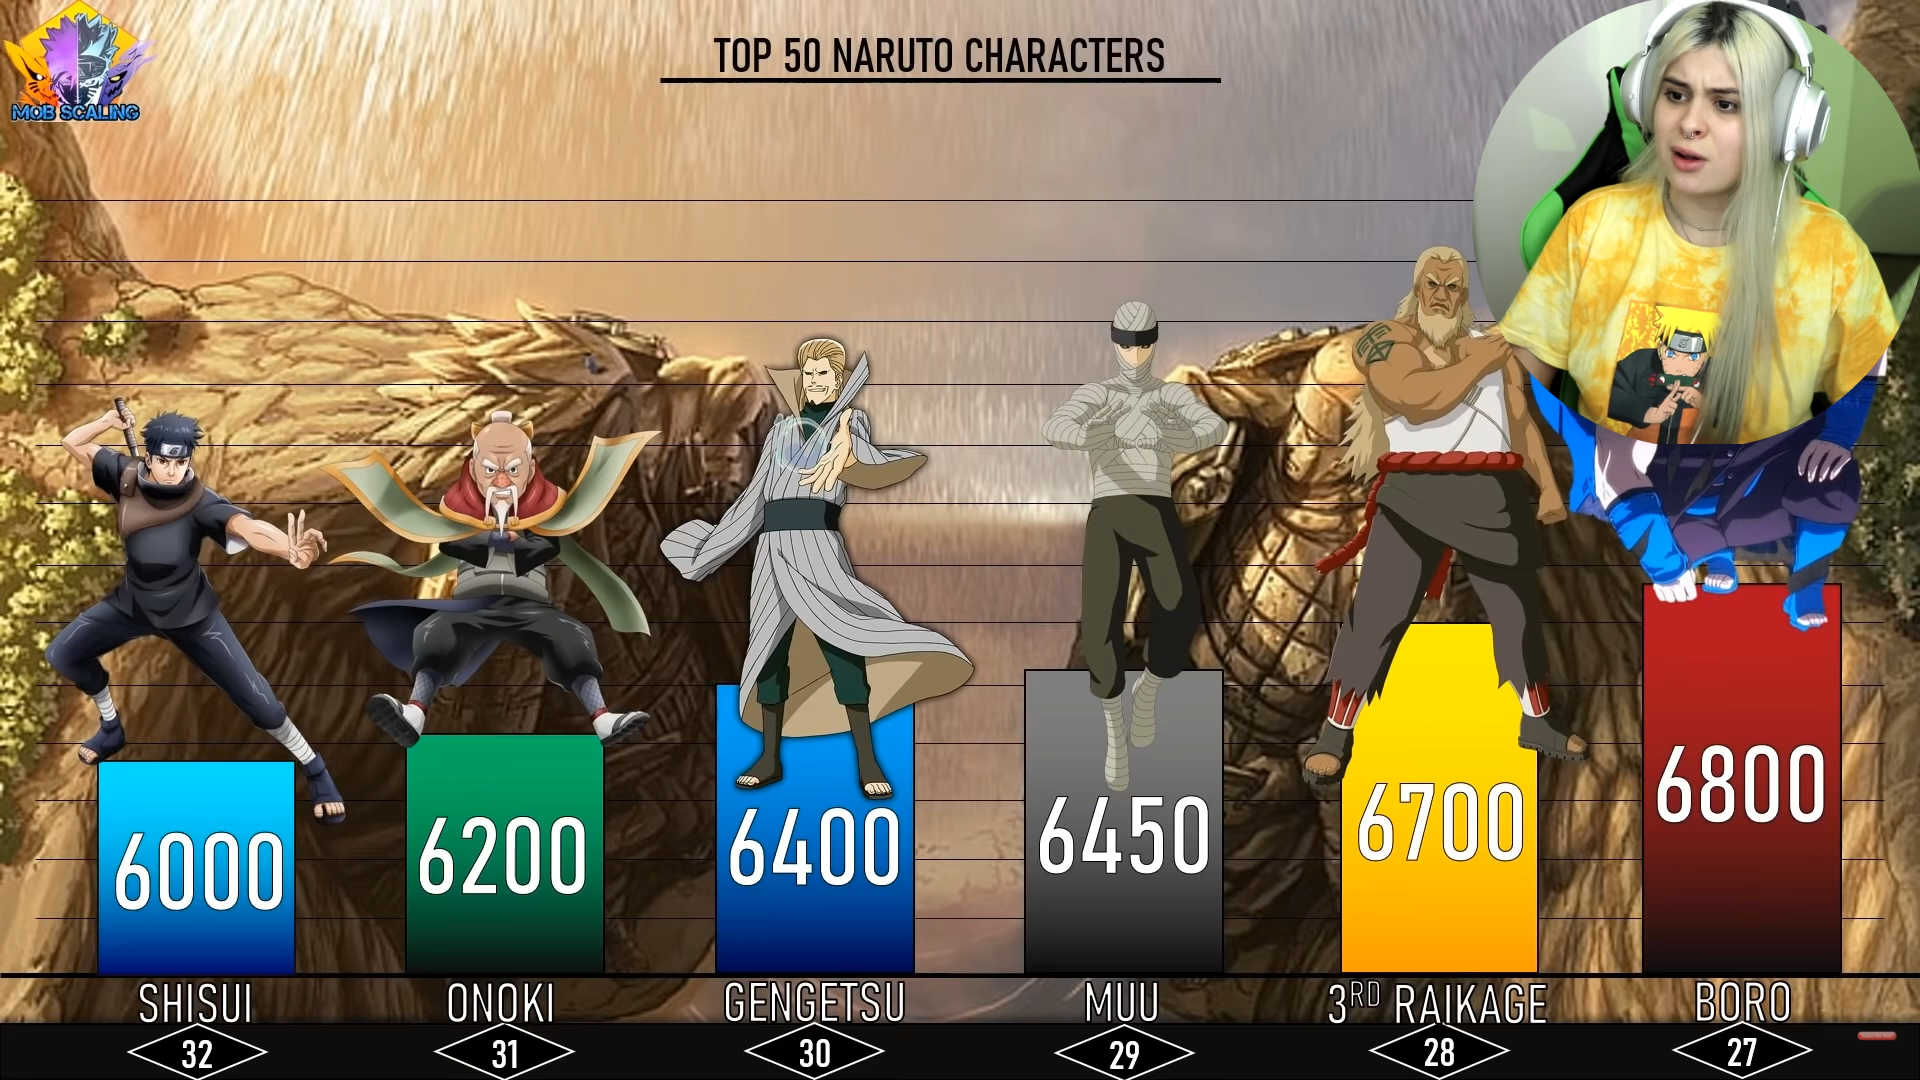 MOB SCALING
TOP 50 NARUTO CHARACTERS
6000
6200
6400
6450
6700
6800
SHISUI
ONOKI
GENGETSU
MUU
3RD RAIKAGE
BORO
32
31
30
29
28
27